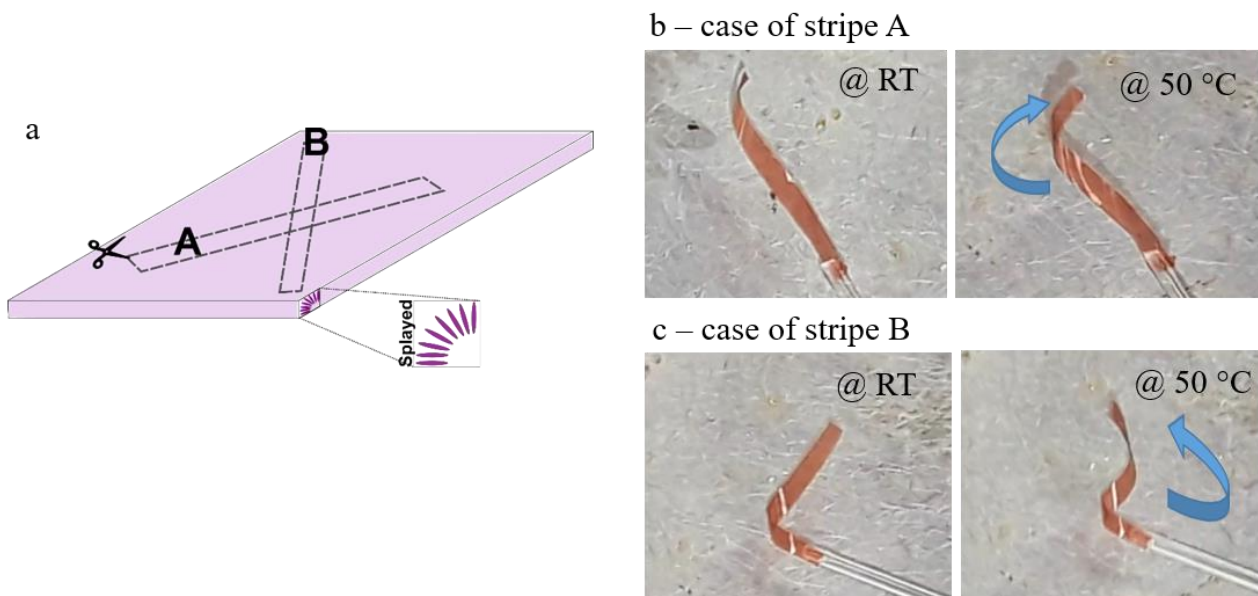 a
B
A
Splayed
b – case of stripe A
@ RT
@ 50 °C
c – case of stripe B
@ RT
@ 50 °C